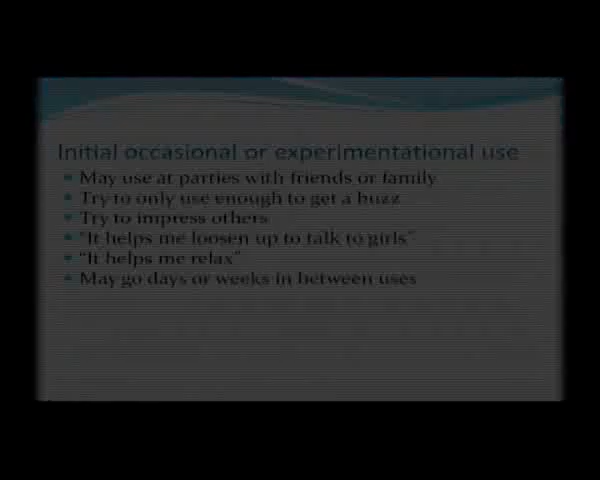 Initial occasional or experimentational use
May use at parties with friends or family
Try to only use enough to get a buzz
Try to impress others
"It helps me loosen up to talk to girls"
"It helps me relax"
May go days or weeks in between uses